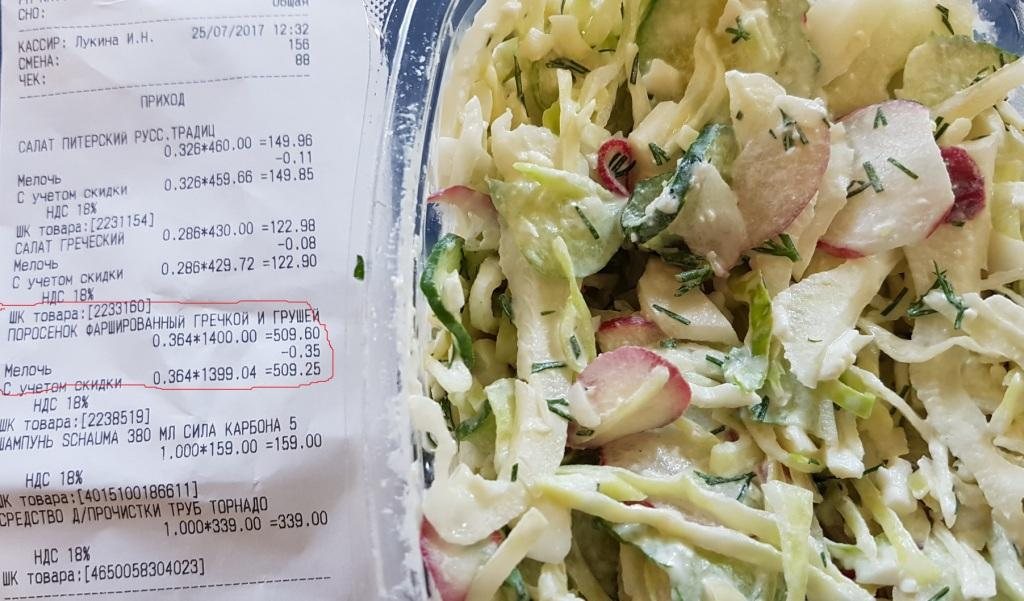 СНО:
общая
КАССИР: Лукина И.Н. 25/07/2017 12:32
СМЕНА: 156
ЧЕК: 88
ПРИХОД
САЛАТ ПИТЕРСКИЙ РУСС.ТРАДИЦ
0.326*460.00 =149.96
Мелочь -0.11
С учетом скидки 0.326*459.66 =149.85
НДС 18%
ШК товара:[2231154]
САЛАТ ГРЕЧЕСКИЙ 0.286*430.00 =122.98
Мелочь -0.08
С учетом скидки 0.286*429.72 =122.90
НДС 18%
ШК товара:[2233160]
ПОРОСЕНОК ФАРШИРОВАННЫЙ ГРЕЧКОЙ И ГРУШЕЙ
0.364*1400.00 =509.60
Мелочь -0.35
С учетом скидки 0.364*1399.04 =509.25
НДС 18%
ШК товара:[2238519]
ШАМПУНЬ SCHAUMA 380 МЛ СИЛА КАРБОНА 5
1.000*159.00 =159.00
НДС 18%
ШК товара:[4015100186611]
СРЕДСТВО Д/ПРОЧИСТКИ ТРУБ ТОРНАДО
1.000*339.00 =339.00
НДС 18%
ШК товара:[4650058304023]